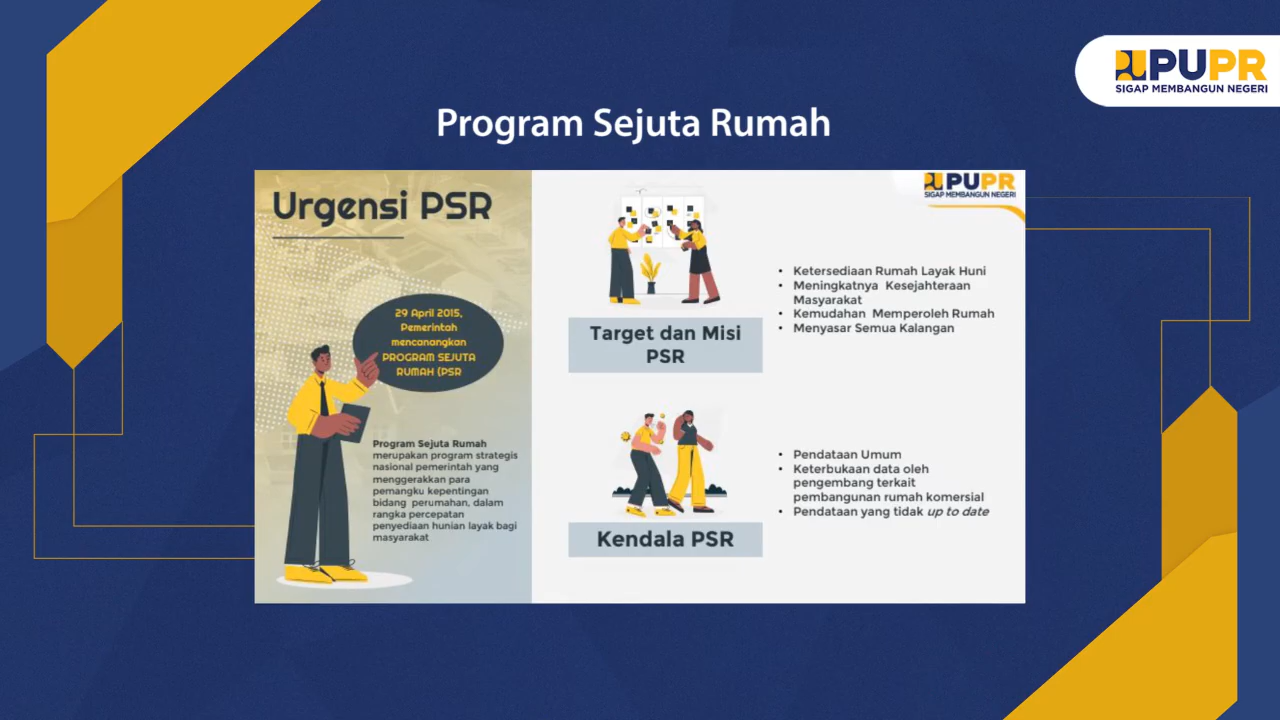 PUPR
SIGAP MEMBANGUN NEGERI
Program Sejuta Rumah
Urgensi PSR
29 April 2015,
Pemerintah
mencanangkan
PROGRAM SEJUTA
RUMAH (PSR
Program Sejuta Rumah
merupakan program strategis
nasional pemerintah yang
menggerakkan para
pemangku kepentingan
bidang perumahan, dalam
rangka percepatan
penyediaan hunian layak bagi
masyarakat
PUPR
SIGAP MEMBANGUN NEGERI
Target dan Misi
PSR
• Ketersediaan Rumah Layak Huni
• Meningkatnya Kesejahteraan
Masyarakat
• Kemudahan Memperoleh Rumah
• Menyasar Semua Kalangan
Kendala PSR
• Pendataan Umum
• Keterbukaan data oleh
pengembang terkait
pembangunan rumah komersial
• Pendataan yang tidak up to date